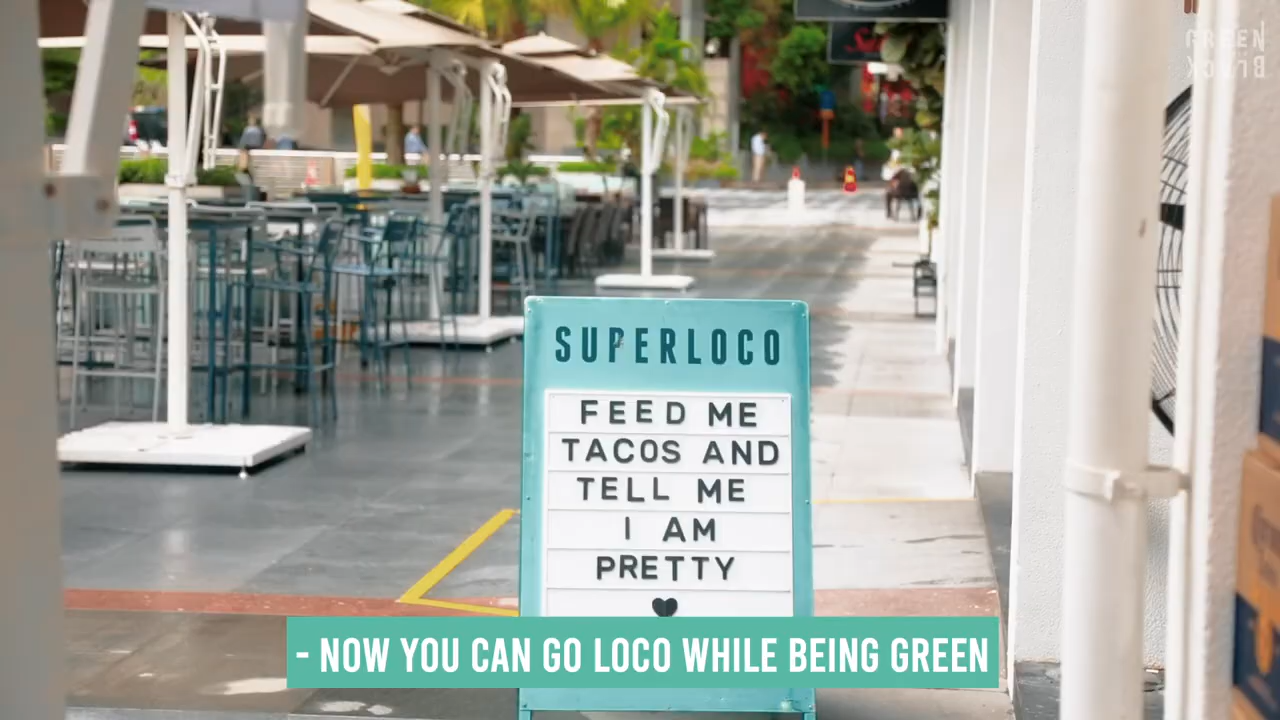 GREEN
BLACK
SUPERLOCO
FEED ME
TACOS AND
TELL ME
I AM
PRETTY
- NOW YOU CAN GO LOCO WHILE BEING GREEN